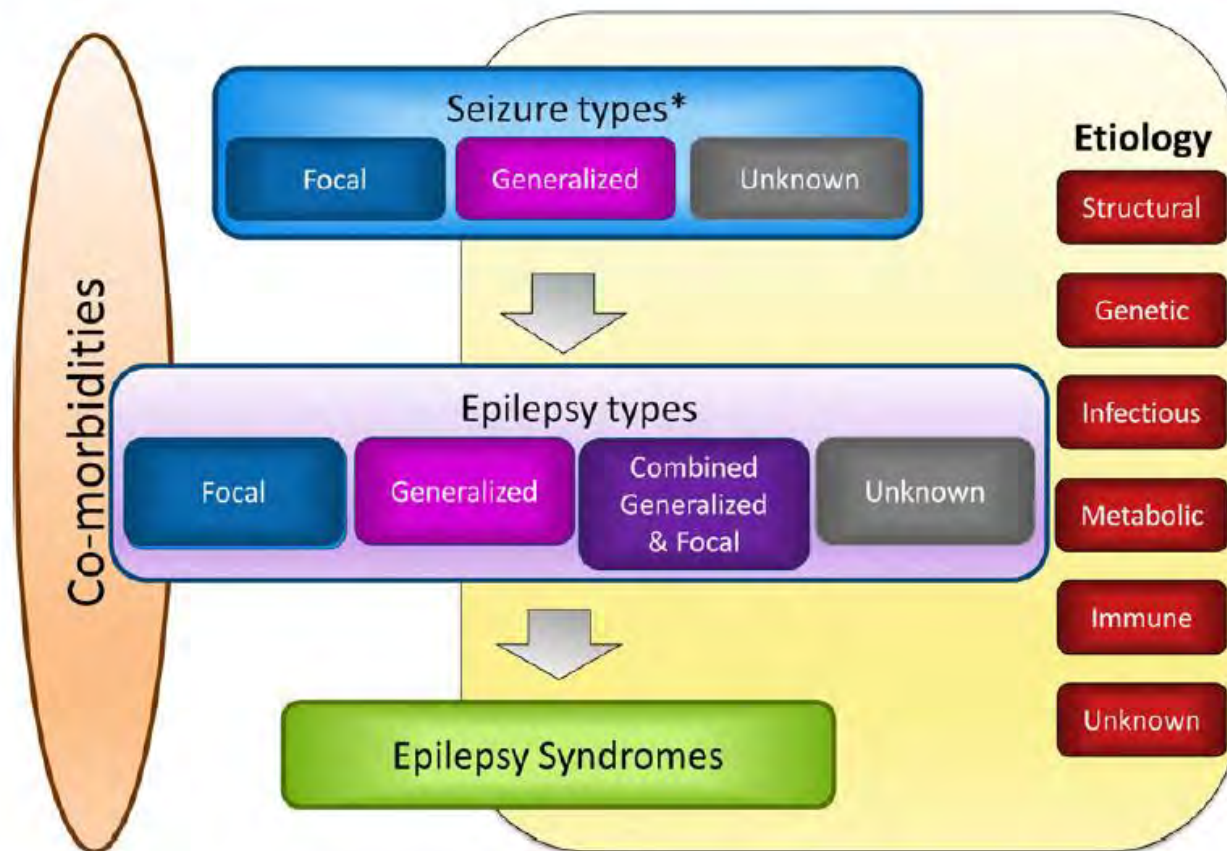 Co-morbidities
Seizure types*
Focal
Generalized
Unknown
Epilepsy types
Focal
Generalized
Combined
Generalized
& Focal
Unknown
Epilepsy Syndromes
Etiology
Structural
Genetic
Infectious
Metabolic
Immune
Unknown